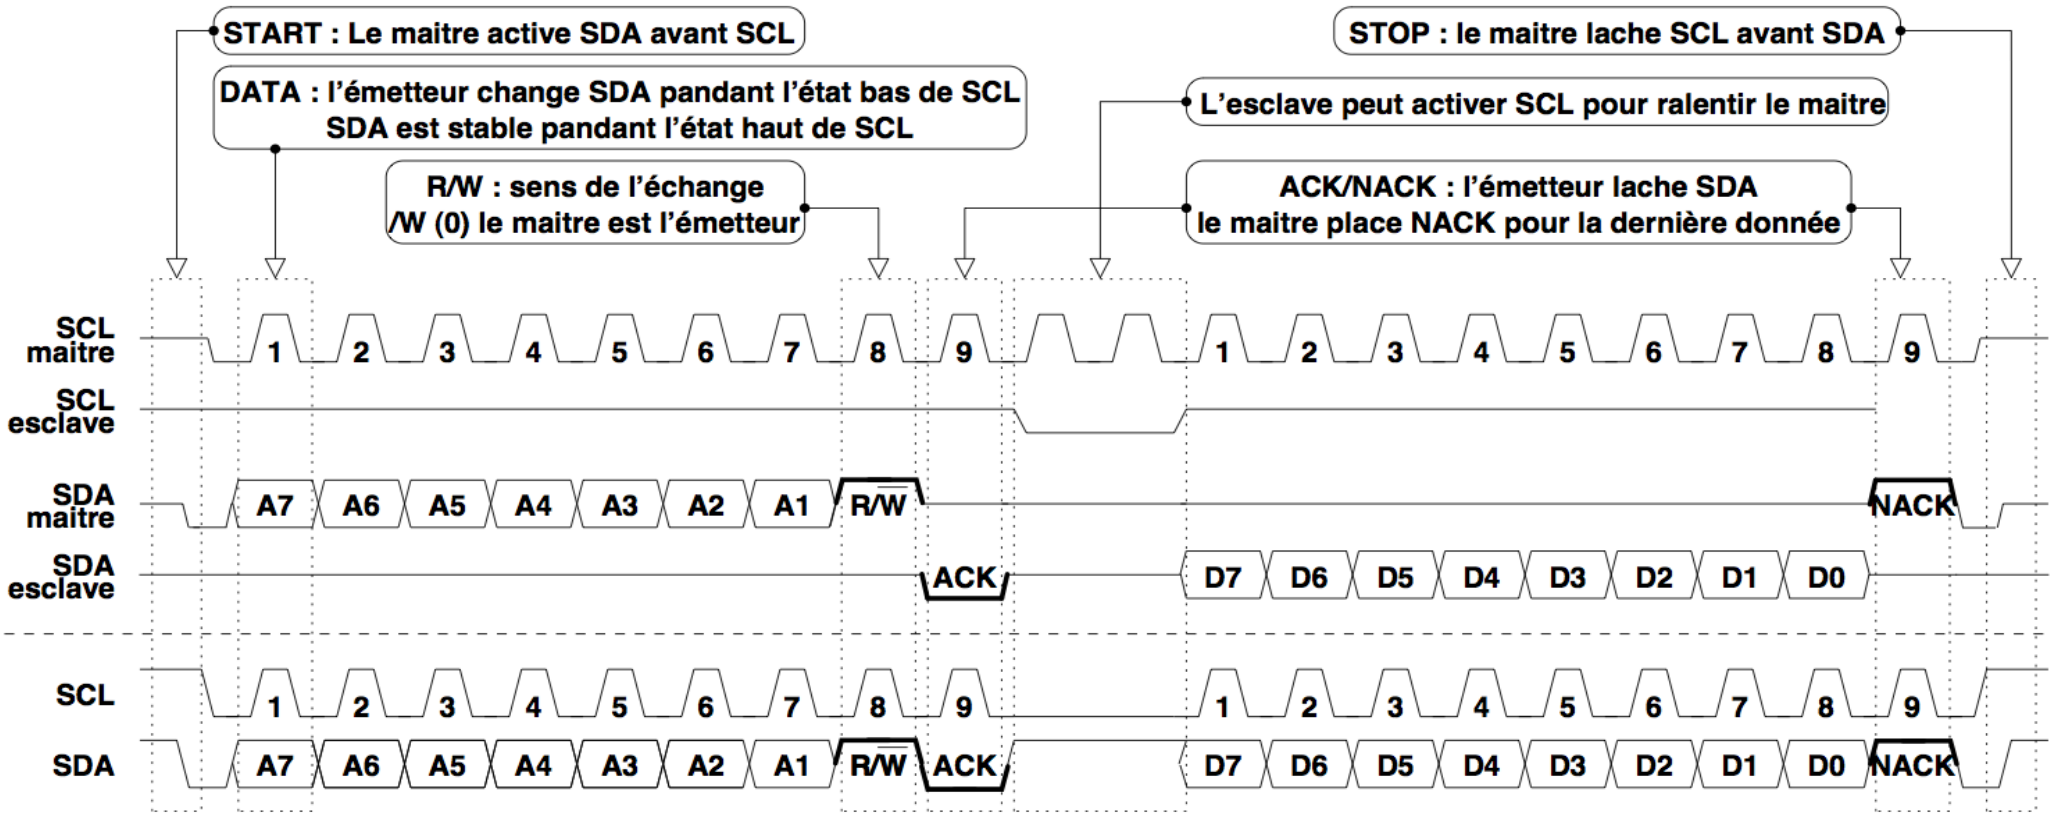 START : Le maitre active SDA avant SCL
STOP : le maitre lache SCL avant SDA
DATA : l'émetteur change SDA pandant l'état bas de SCL
SDA est stable pandant l'état haut de SCL
L'esclave peut activer SCL pour ralentir le maitre
R/W : sens de l'échange
/W (0) le maitre est l'émetteur
ACK/NACK : l'émetteur lache SDA
le maitre place NACK pour la dernière donnée
SCL
maitre
1 2 3 4 5 6 7 8 9 1 2 3 4 5 6 7 8 9
SCL
esclave
SDA
maitre
A7 A6 A5 A4 A3 A2 A1 R/W̅ NACK
SDA
esclave
ACK D7 D6 D5 D4 D3 D2 D1 D0
SCL 1 2 3 4 5 6 7 8 9 1 2 3 4 5 6 7 8 9
SDA A7 A6 A5 A4 A3 A2 A1 R/W̅ ACK D7 D6 D5 D4 D3 D2 D1 D0 NACK